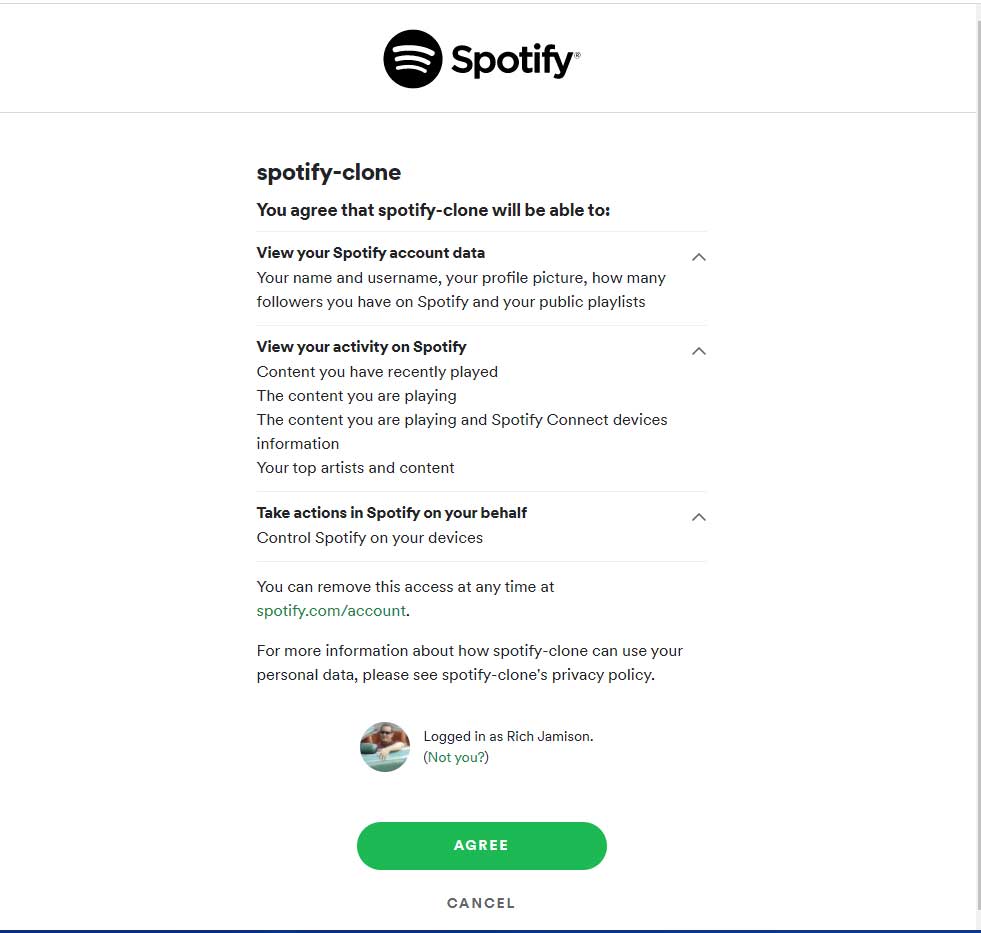 Spotify®
spotify-clone
You agree that spotify-clone will be able to:
View your Spotify account data
Your name and username, your profile picture, how many
followers you have on Spotify and your public playlists
View your activity on Spotify
Content you have recently played
The content you are playing
The content you are playing and Spotify Connect devices
information
Your top artists and content
Take actions in Spotify on your behalf
Control Spotify on your devices
You can remove this access at any time at
spotify.com/account.
For more information about how spotify-clone can use your
personal data, please see spotify-clone's privacy policy.
Logged in as Rich Jamison.
(Not you?)
AGREE
CANCEL